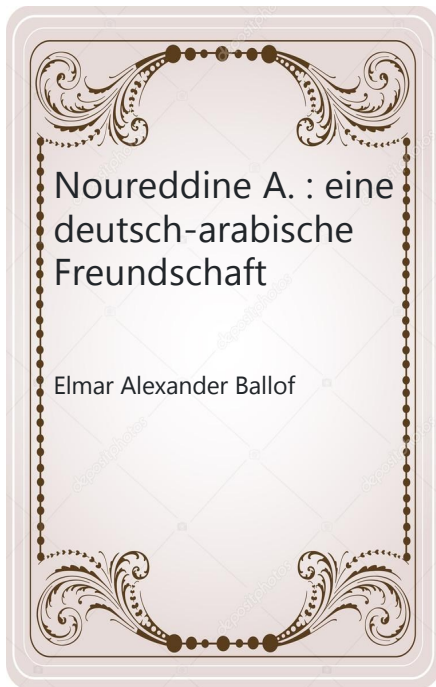 Noureddine A. : eine
deutsch-arabische
Freundschaft
Elmar Alexander Ballof